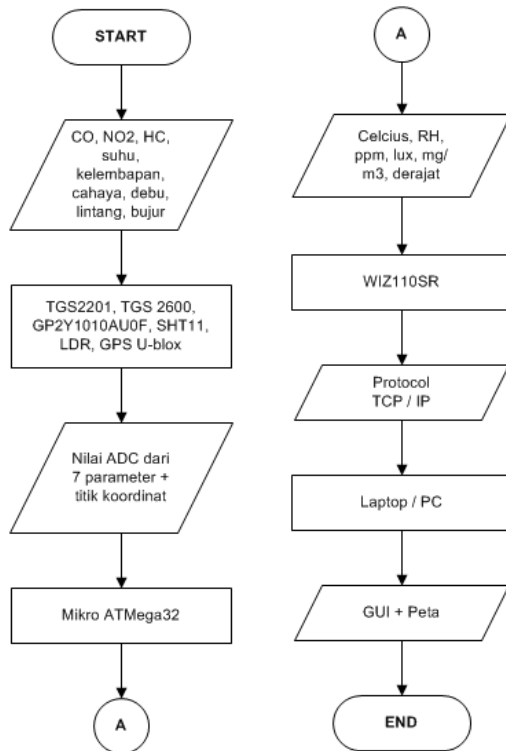 START
CO, NO2, HC,
suhu,
kelembapan,
cahaya, debu,
lintang, bujur
TGS2201, TGS 2600,
GP2Y1010AU0F, SHT11,
LDR, GPS U-blox
Nilai ADC dari
7 parameter +
titik koordinat
Mikro ATMega32
A
A
Celcius, RH,
ppm, lux, mg/
m3, derajat
WIZ110SR
Protocol
TCP / IP
Laptop / PC
GUI + Peta
END